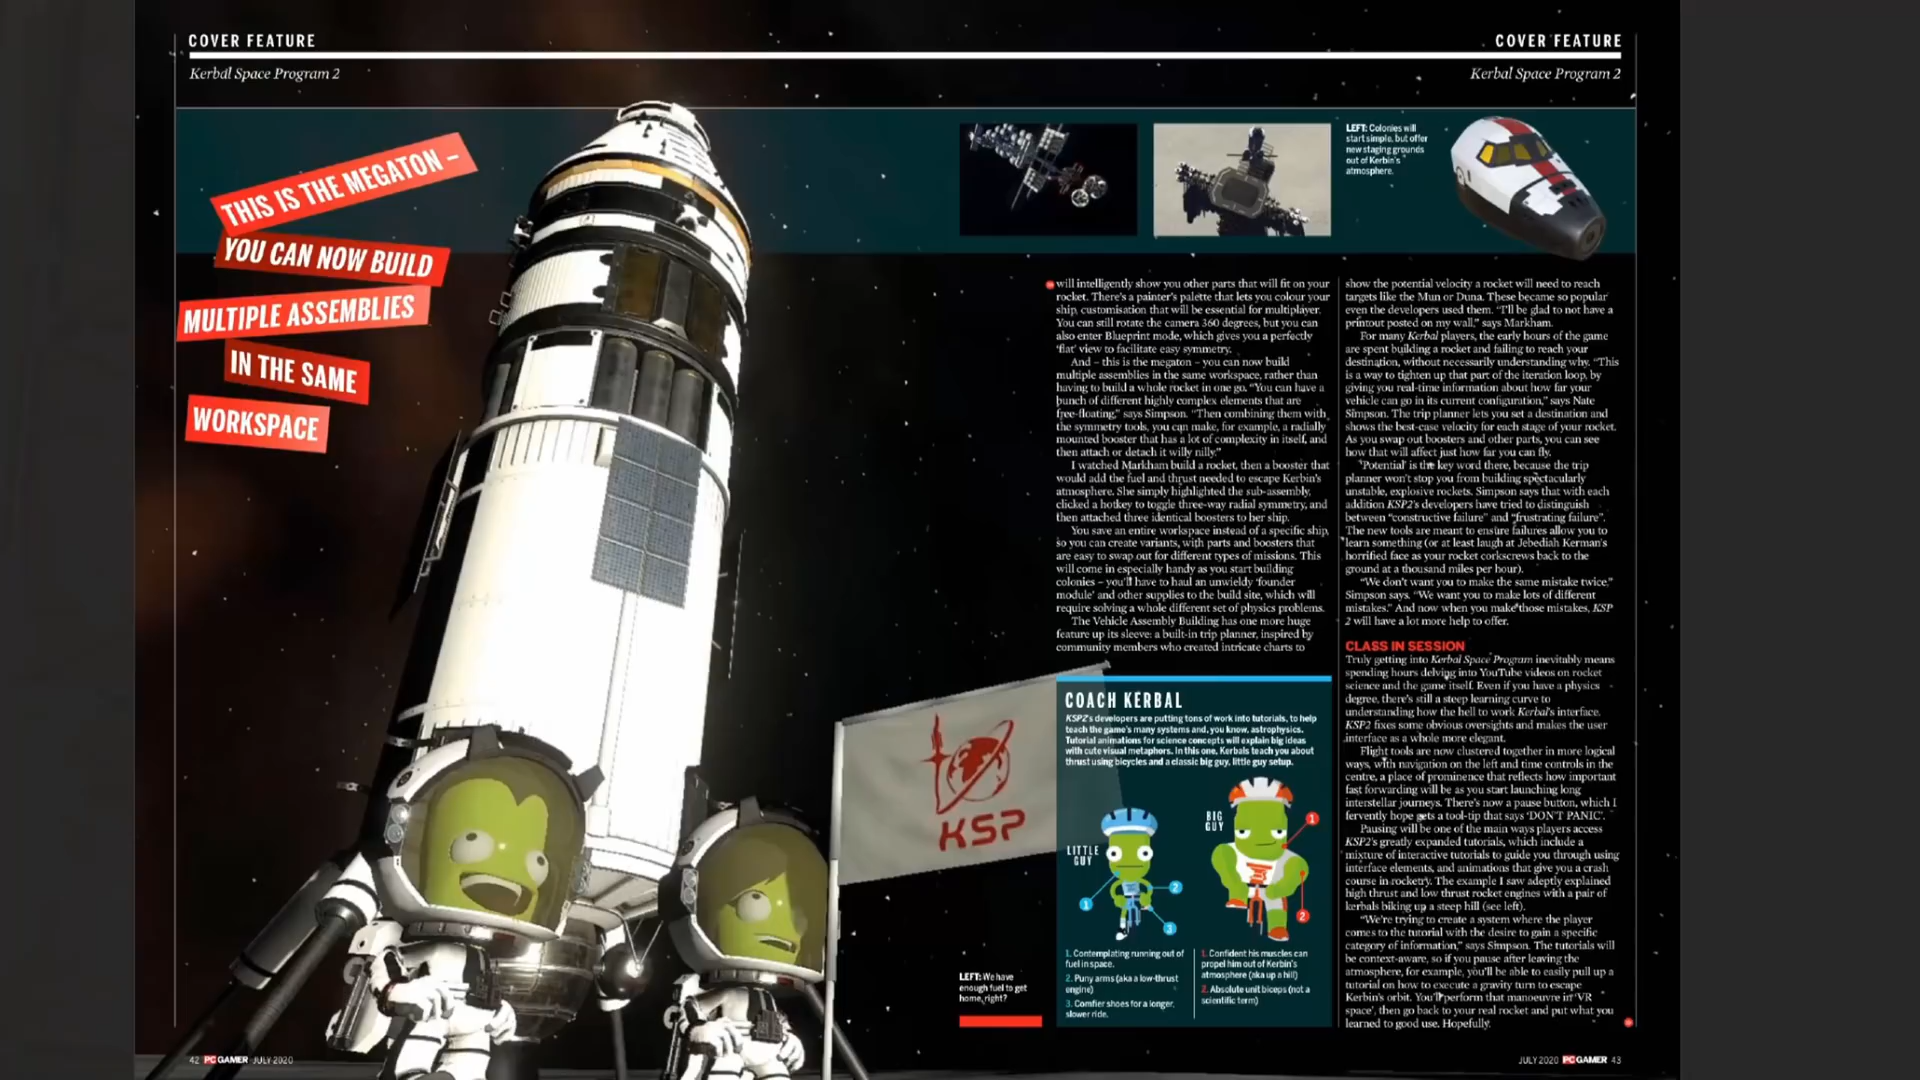 COVER FEATURE
Kerbal Space Program 2
COVER FEATURE
Kerbal Space Program 2
THIS IS THE MEGATON –
YOU CAN NOW BUILD
MULTIPLE ASSEMBLIES
IN THE SAME
WORKSPACE
LEFT: Colonies will
start simple, but offer
new staging grounds
out of Kerbin's
atmosphere.
will intelligently show you other parts that will fit on your
rocket. There's a painter's palette that lets you colour your
ship, customisation that will be essential for multiplayer.
You can still rotate the camera 360 degrees, but you can
also enter Blueprint mode, which gives you a perfectly
'flat' view to facilitate easy symmetry.
And – this is the megaton – you can now build
multiple assemblies in the same workspace, rather than
having to build a whole rocket in one go. "You can have a
bunch of different highly complex elements that are
free-floating," says Simpson. "Then combining them with
the symmetry tools, you can make, for example, a radially
mounted booster that has a lot of complexity in itself, and
then attach or detach it willy nilly."
I watched Markham build a rocket, then a booster that
would add the fuel and thrust needed to escape Kerbin's
atmosphere. She simply highlighted the sub-assembly,
clicked a hotkey to toggle three-way radial symmetry, and
then attached three identical boosters to her ship.
You save an entire workspace instead of a specific ship,
so you can create variants, with parts and boosters that
are easy to swap out for different types of missions. This
will come in especially handy as you start building
colonies – you'll have to haul an unwieldy 'founder
module' and other supplies to the build site, which will
require solving a whole different set of physics problems.
The Vehicle Assembly Building has one more huge
feature up its sleeve: a built-in trip planner, inspired by
community members who created intricate charts to
show the potential velocity a rocket will need to reach
targets like the Mun or Duna. These became so popular
even the developers used them. "I'll be glad to not have a
printout posted on my wall," says Markham.
For many Kerbal players, the early hours of the game
are spent building a rocket and failing to reach your
destination, without necessarily understanding why. "This
is a way to tighten up that part of the iteration loop, by
giving you real-time information about how far your
vehicle can go in its current configuration," says Nate
Simpson. The trip planner lets you set a destination and
shows the best-case velocity for each stage of your rocket.
As you swap out boosters and other parts, you can see
how that will affect just how far you can fly.
'Potential' is the key word there, because the trip
planner won't stop you from building spectacularly
unstable, explosive rockets. Simpson says that with each
addition KSP2's developers have tried to distinguish
between "constructive failure" and "frustrating failure".
The new tools are meant to ensure failures allow you to
learn something (or at least laugh at Jebediah Kerman's
horrified face as your rocket corkscrews back to the
ground at a thousand miles per hour).
"We don't want you to make the same mistake twice,"
Simpson says. "We want you to make lots of different
mistakes." And now when you make those mistakes, KSP
2 will have a lot more help to offer.
CLASS IN SESSION
Truly getting into Kerbal Space Program inevitably means
spending hours delving into YouTube videos on rocket
science and the game itself. Even if you have a physics
degree, there's still a steep learning curve to
understanding how the hell to work Kerbal's interface.
KSP2 fixes some obvious oversights and makes the user
interface as a whole more elegant.
Flight tools are now clustered together in more logical
ways, with navigation on the left and time controls in the
centre, a place of prominence that reflects how important
fast forwarding will be as you start launching long
interstellar journeys. There's now a pause button, which I
fervently hope gets a tool-tip that says 'DON'T PANIC'.
Pausing will be one of the main ways players access
KSP2's greatly expanded tutorials, which include a
mixture of interactive tutorials to guide you through using
interface elements, and animations that give you a crash
course in rocketry. The example I saw adeptly explained
high thrust and low thrust rocket engines with a pair of
kerbals biking up a steep hill (see left).
"We're trying to create a system where the player
comes to the tutorial with the desire to gain a specific
category of information," says Simpson. The tutorials will
be context-aware, so if you pause after leaving the
atmosphere, for example, you'll be able to easily pull up a
tutorial on how to execute a gravity turn to escape
Kerbin's orbit. You'll perform that manoeuvre in 'VR
space', then go back to your real rocket and put what you
learned to good use. Hopefully.
COACH KERBAL
KSP2's developers are putting tons of work into tutorials, to help
teach the game's many systems and, you know, astrophysics.
Tutorial animations for science concepts will explain big ideas
with cute visual metaphors. In this one, Kerbals teach you about
thrust using bicycles and a classic big guy, little guy setup.
LITTLE
GUY
1
2
3
BIG
GUY
1
2
1. Contemplating running out of
fuel in space.
2. Puny arms (aka a low-thrust
engine)
3. Comfier shoes for a longer,
slower ride.
1. Confident his muscles can
propel him out of Kerbin's
atmosphere (aka up a hill)
2. Absolute unit biceps (not a
scientific term)
KSP
LEFT: We have
enough fuel to get
home, right?
42 PC GAMER JULY 2020
JULY 2020 PC GAMER 43